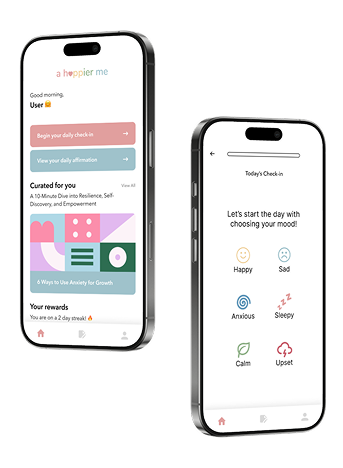 a happier me
Good morning,
User
Begin your daily check-in
View your daily affirmation
Curated for you
View All
A 10-Minute Dive into Resilience, Self-
Discovery, and Empowerment
6 Ways to Use Anxiety for Growth
Your rewards
You are on a 2 day streak!
Today's Check-in
Let's start the day with
choosing your mood!
Happy
Sad
Anxious
Sleepy
Calm
Upset